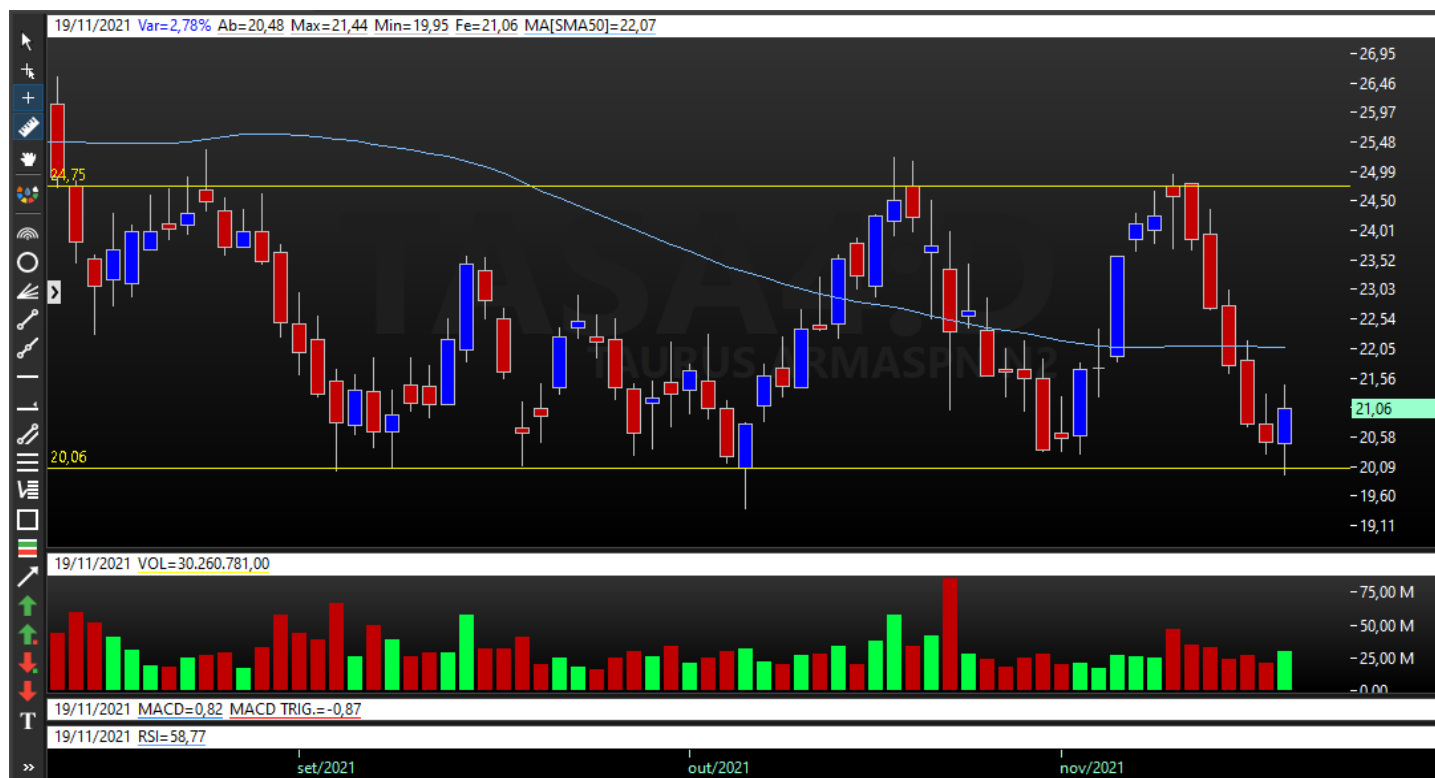 19/11/2021 Var=2,78% Ab=20,48 Max=21,44 Min=19,95 Fe=21,06 MA[SMA50]=22,07
26,95
26,46
25,97
25,48
24,99
24,75
24,50
24,01
23,52
23,03
22,54
22,05
21,56
21,06
20,58
20,09
20,06
19,60
19,11
TASA4.D
TAURUS ARMASPN N2
19/11/2021 VOL=30.260.781,00
75,00 M
50,00 M
25,00 M
0,00
19/11/2021 MACD=0,82 MACD TRIG.=-0,87
19/11/2021 RSI=58,77
T
set/2021 out/2021 nov/2021